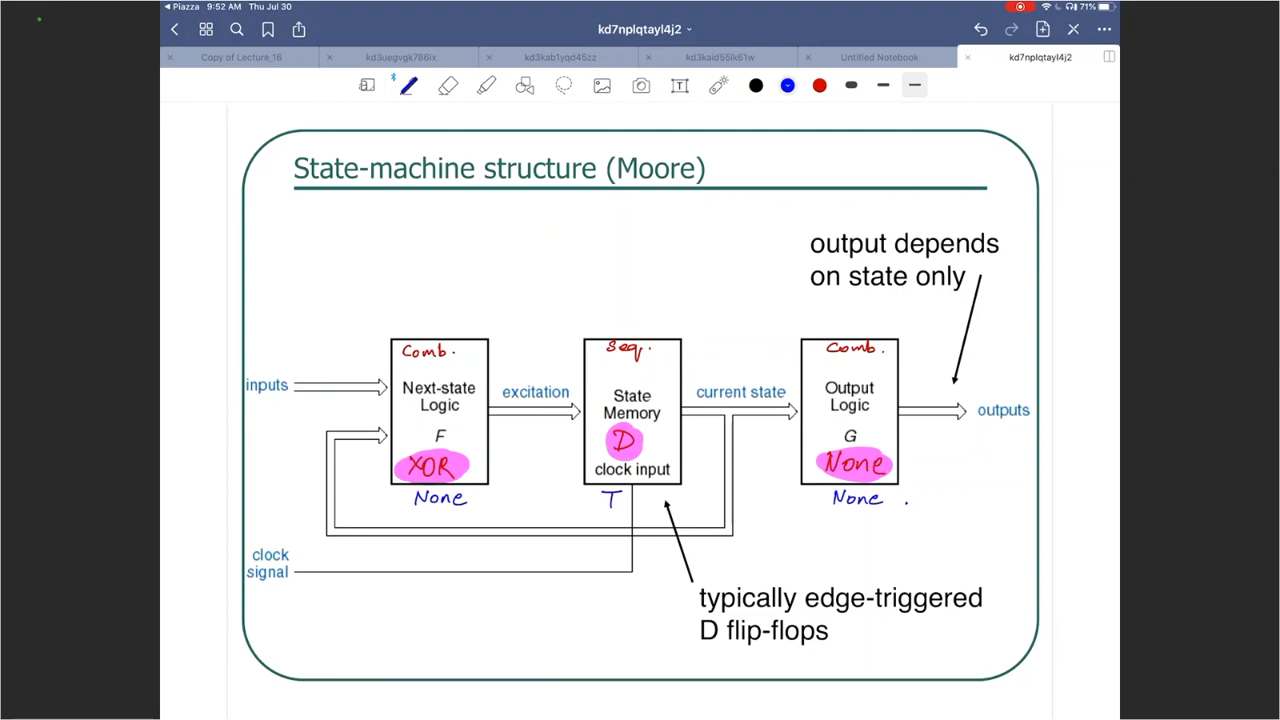 Piazza 9:52 AM Thu Jul 30
71%
kd7nplqtayl4j2
Copy of Lecture_16
kd3uegvgk786ix
kd3kab1yqd45zz
kd3kaid55lk61w
Untitled Notebook
kd7nplqtayl4j2
State-machine structure (Moore)
output depends
on state only
Comb.
Seq.
Comb.
inputs
Next-state
Logic
F
XOR
None
excitation
State
Memory
D
clock input
T
current state
Output
Logic
G
None
None
outputs
clock
signal
typically edge-triggered
D flip-flops